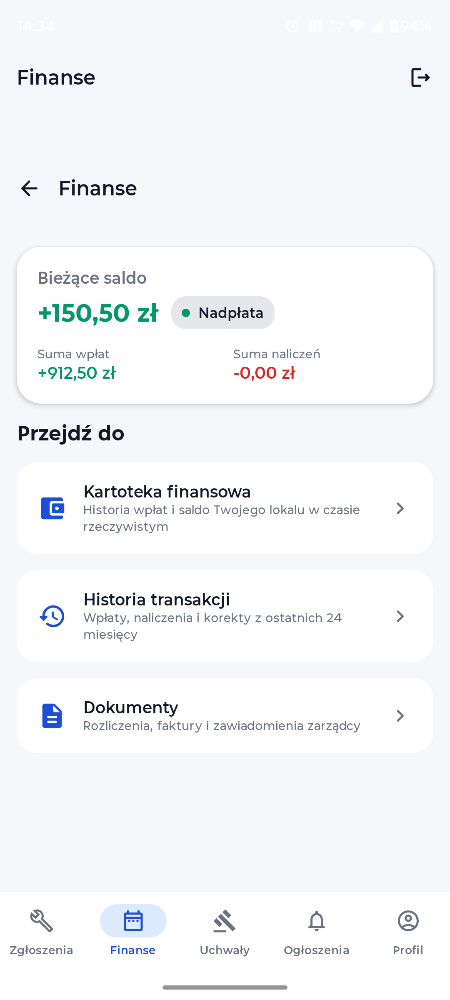 14:34
Vo LTE
94%
Finanse
Finanse
Bieżące saldo
+150,50 zł
Nadpłata
Suma wpłat
Suma naliczeń
+912,50 zł
-0,00 zł
Przejdź do
Kartoteka finansowa
Historia wpłat i saldo Twojego lokalu w czasie
rzeczywistym
Historia transakcji
Wpłaty, naliczenia i korekty z ostatnich 24
miesięcy
Dokumenty
Rozliczenia, faktury i zawiadomienia zarządcy
Zgłoszenia
Finanse
Uchwały
Ogłoszenia
Profil